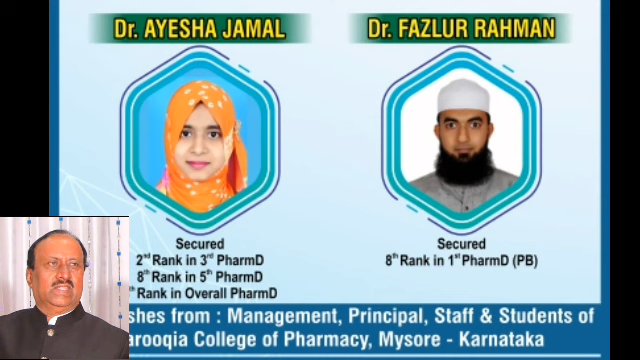 Dr. AYESHA JAMAL
Secured
2nd Rank in 3rd PharmD
8th Rank in 5th PharmD
Rank in Overall PharmD
Dr. FAZLUR RAHMAN
Secured
8th Rank in 1st PharmD (PB)
shes from : Management, Principal, Staff & Students of
arooqia College of Pharmacy, Mysore - Karnataka